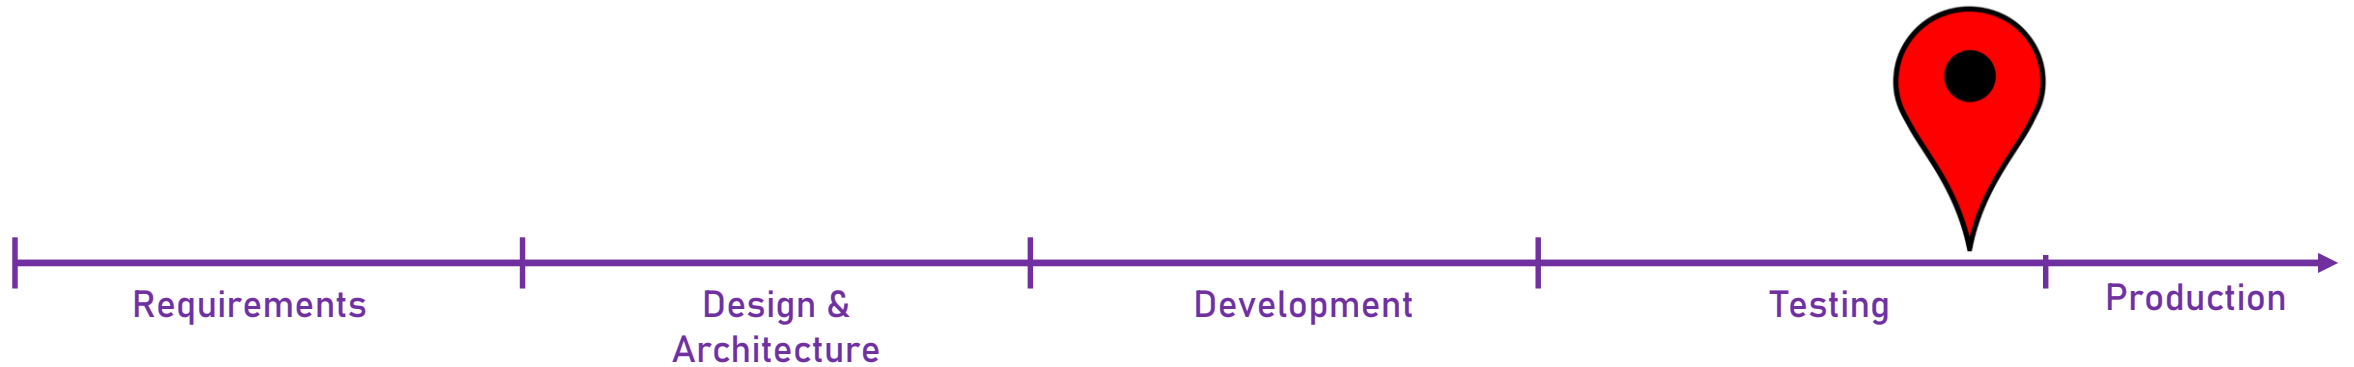 Requirements
Design &
Architecture
Development
Testing
Production